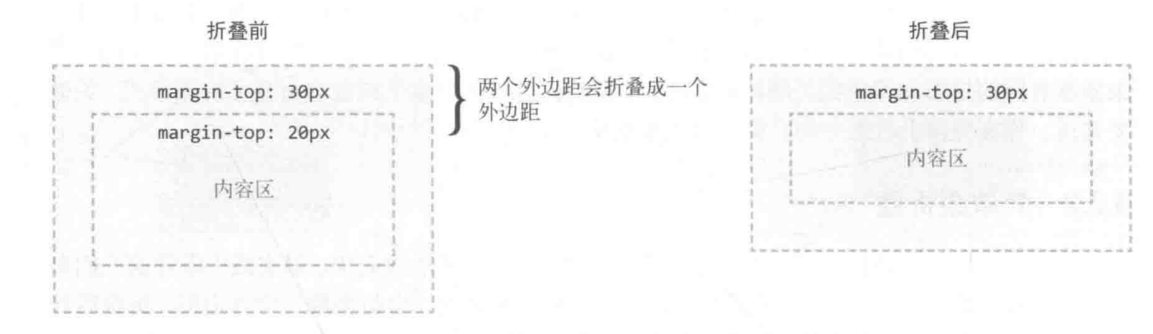 折叠前
margin-top: 30px
margin-top: 20px
内容区
两个外边距会折叠成一个
外边距
折叠后
margin-top: 30px
内容区